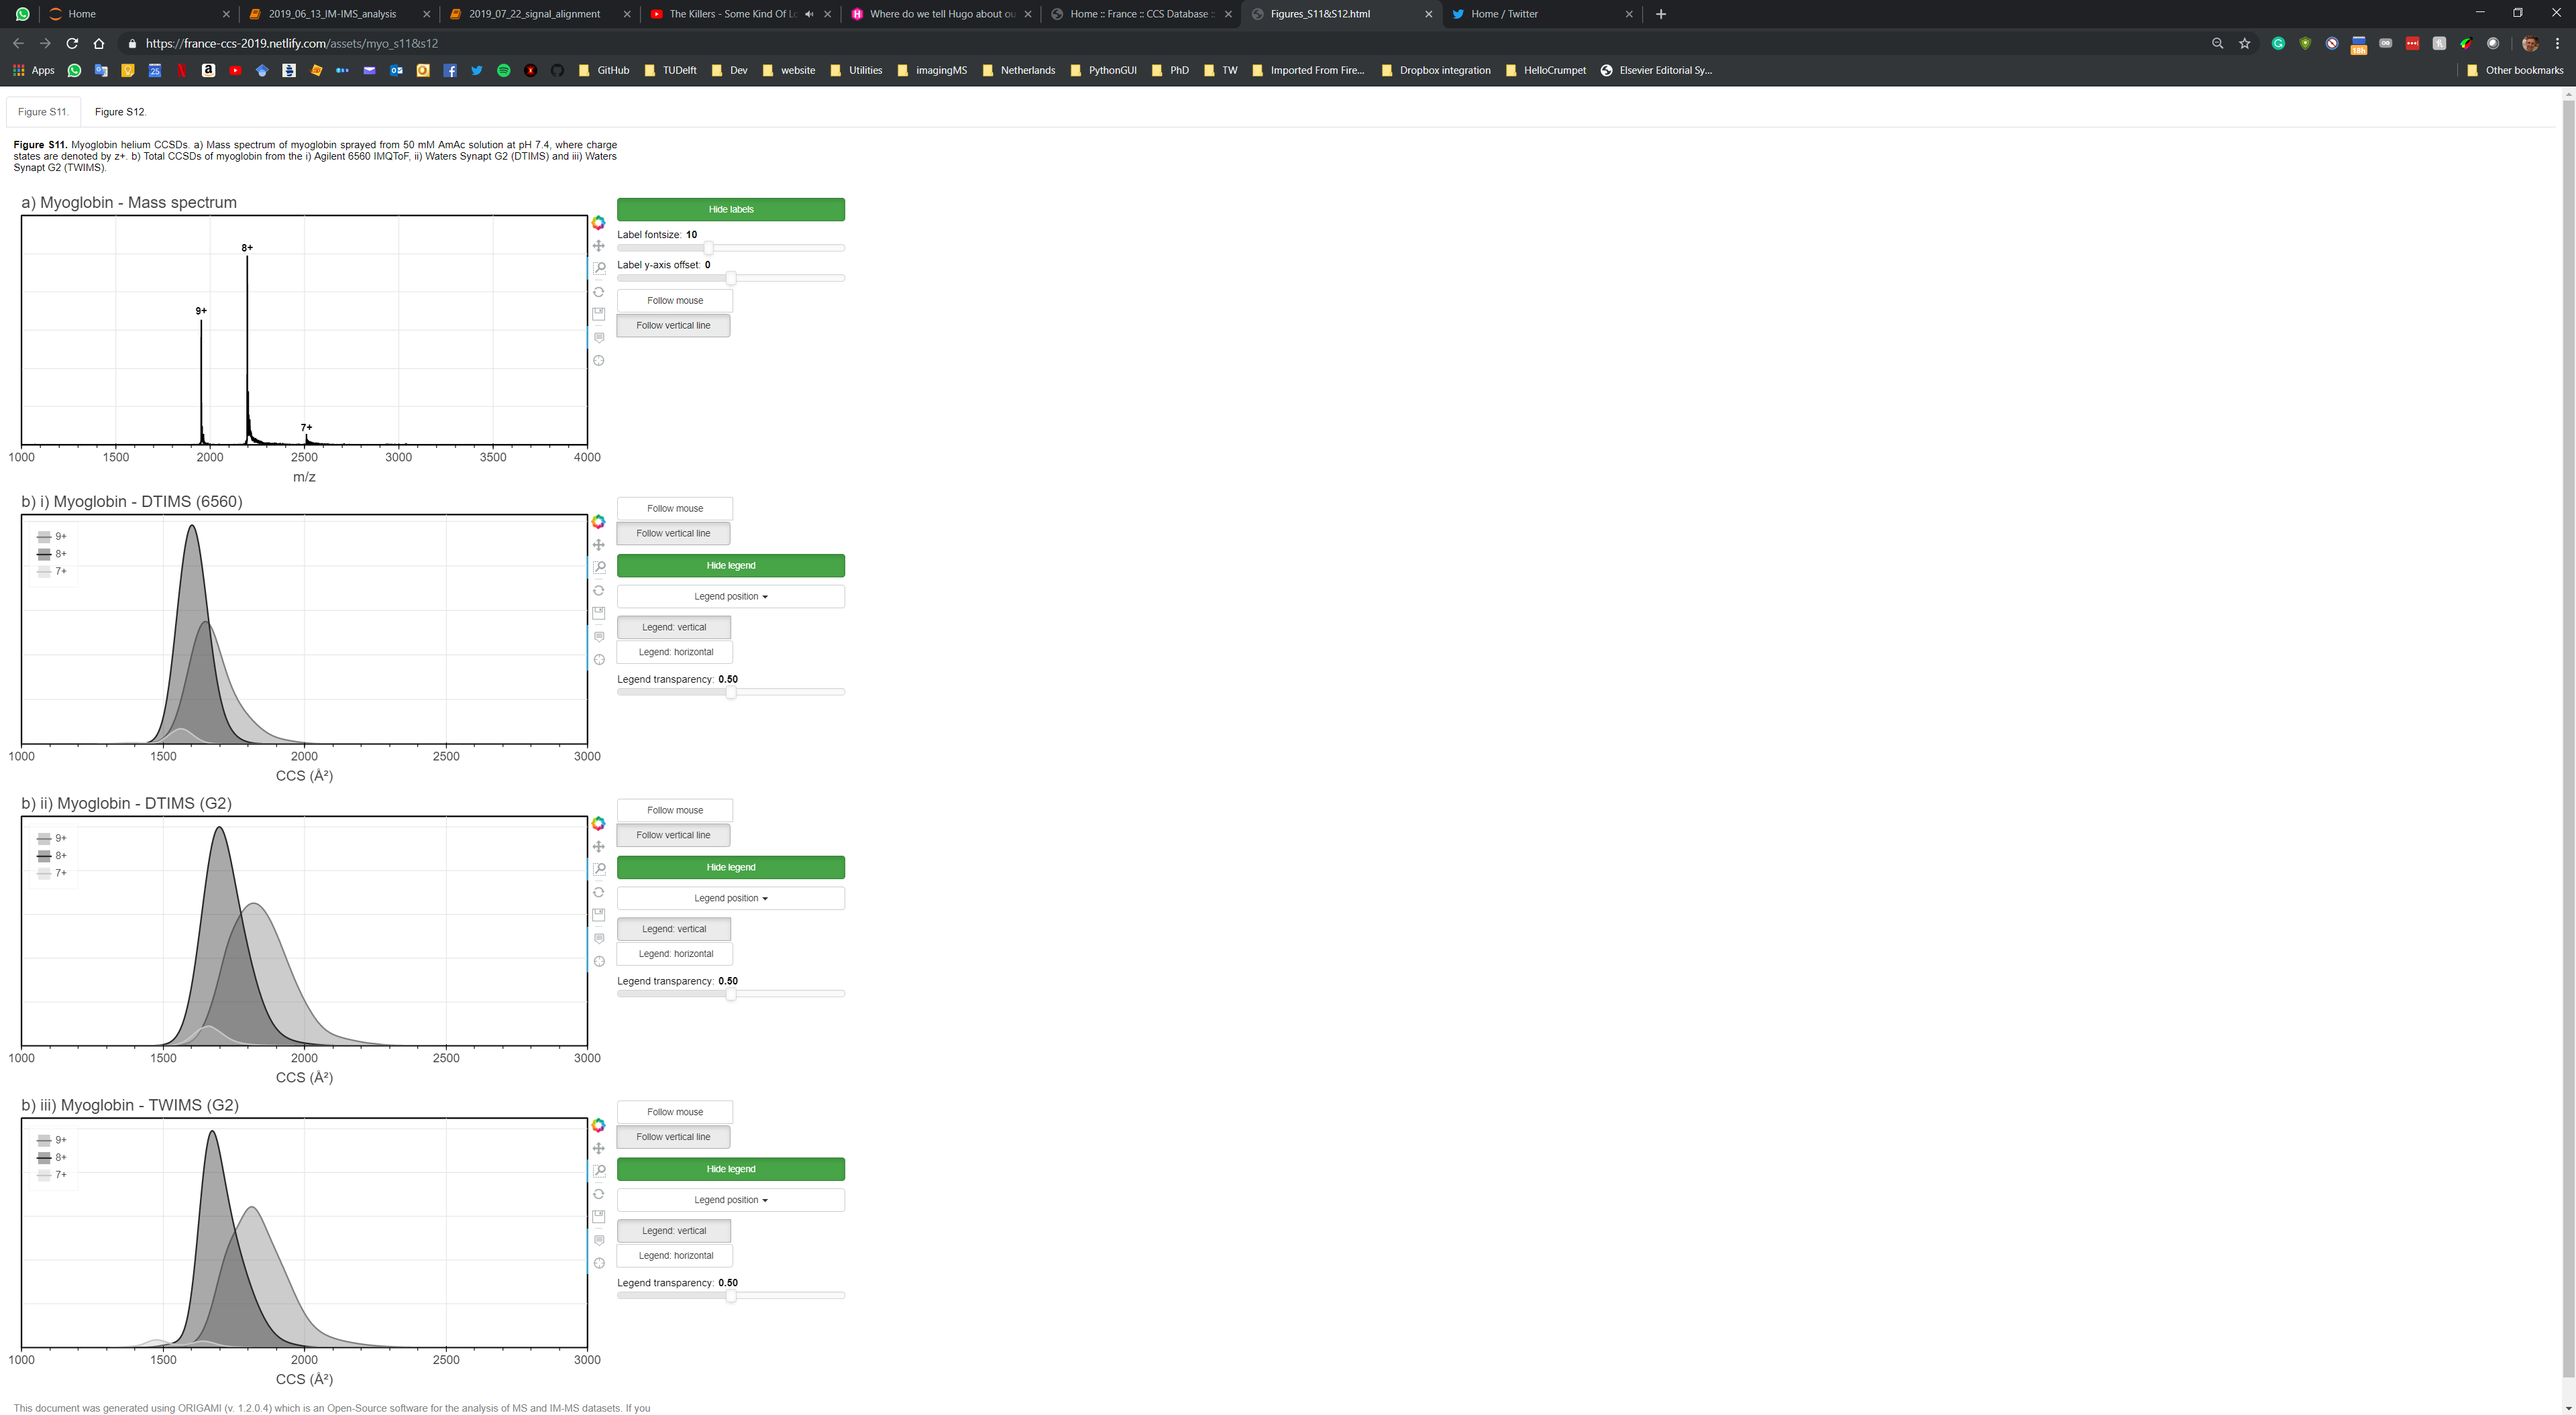 Home
2019_06_13_IM-IMS_analysis
2019_07_22_signal_alignment
The Killers - Some Kind Of Lo
Where do we tell Hugo about ou
Home :: France :: CCS Database ::
Figures_S11&S12.html
Home / Twitter
https://france-ccs-2019.netlify.com/assets/myo_s11&s12
18h
Apps
25
GitHub
TUDelft
Dev
website
Utilities
imagingMS
Netherlands
PythonGUI
PhD
TW
Imported From Fire...
Dropbox integration
HelloCrumpet
Elsevier Editorial Sy...
Other bookmarks
Figure S11.
Figure S12.
Figure S11. Myoglobin helium CCSDs. a) Mass spectrum of myoglobin sprayed from 50 mM AmAc solution at pH 7.4, where charge
states are denoted by z+. b) Total CCSDs of myoglobin from the i) Agilent 6560 IMQToF, ii) Waters Synapt G2 (DTIMS) and iii) Waters
Synapt G2 (TWIMS).
a) Myoglobin - Mass spectrum
8+
9+
7+
1000 1500 2000 2500 3000 3500 4000
m/z
Hide labels
Label fontsize: 10
Label y-axis offset: 0
Follow mouse
Follow vertical line
b) i) Myoglobin - DTIMS (6560)
9+
8+
7+
1000 1500 2000 2500 3000
CCS (Å²)
Follow mouse
Follow vertical line
Hide legend
Legend position
Legend: vertical
Legend: horizontal
Legend transparency: 0.50
b) ii) Myoglobin - DTIMS (G2)
9+
8+
7+
1000 1500 2000 2500 3000
CCS (Å²)
Follow mouse
Follow vertical line
Hide legend
Legend position
Legend: vertical
Legend: horizontal
Legend transparency: 0.50
b) iii) Myoglobin - TWIMS (G2)
9+
8+
7+
1000 1500 2000 2500 3000
CCS (Å²)
Follow mouse
Follow vertical line
Hide legend
Legend position
Legend: vertical
Legend: horizontal
Legend transparency: 0.50
This document was generated using ORIGAMI (v. 1.2.0.4) which is an Open-Source software for the analysis of MS and IM-MS datasets. If you